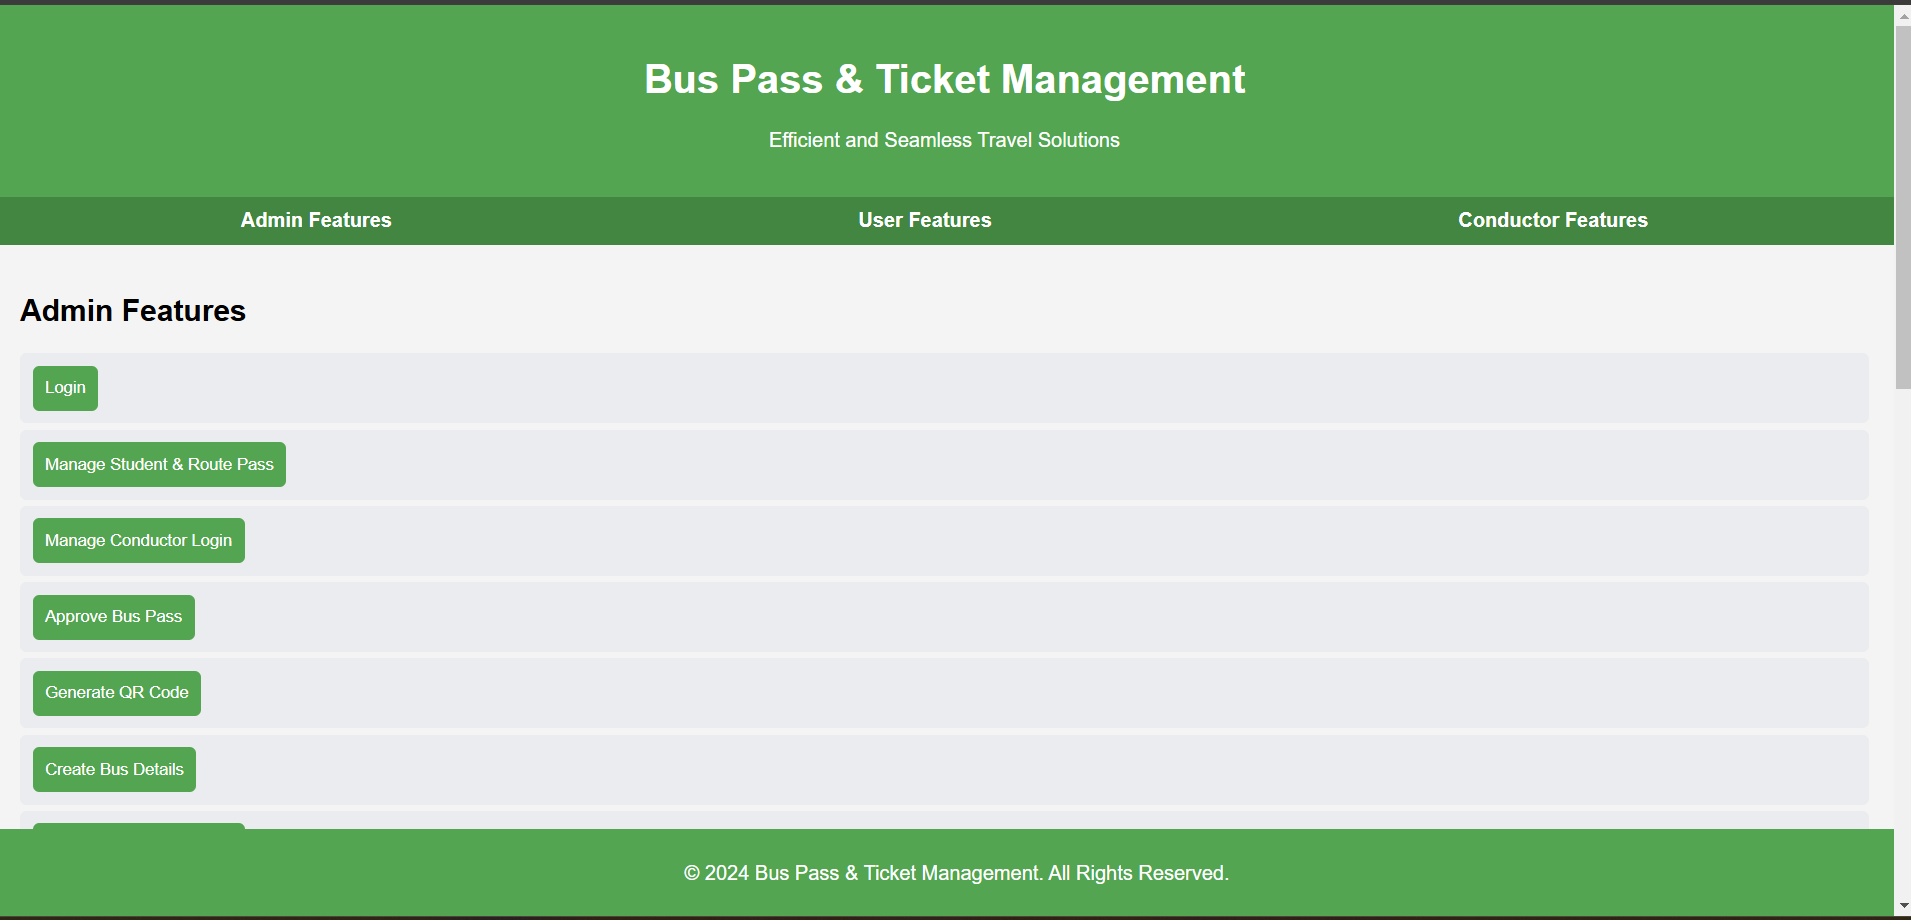 Bus Pass & Ticket Management
Efficient and Seamless Travel Solutions
Admin Features
User Features
Conductor Features
Admin Features
Login
Manage Student & Route Pass
Manage Conductor Login
Approve Bus Pass
Generate QR Code
Create Bus Details
© 2024 Bus Pass & Ticket Management. All Rights Reserved.